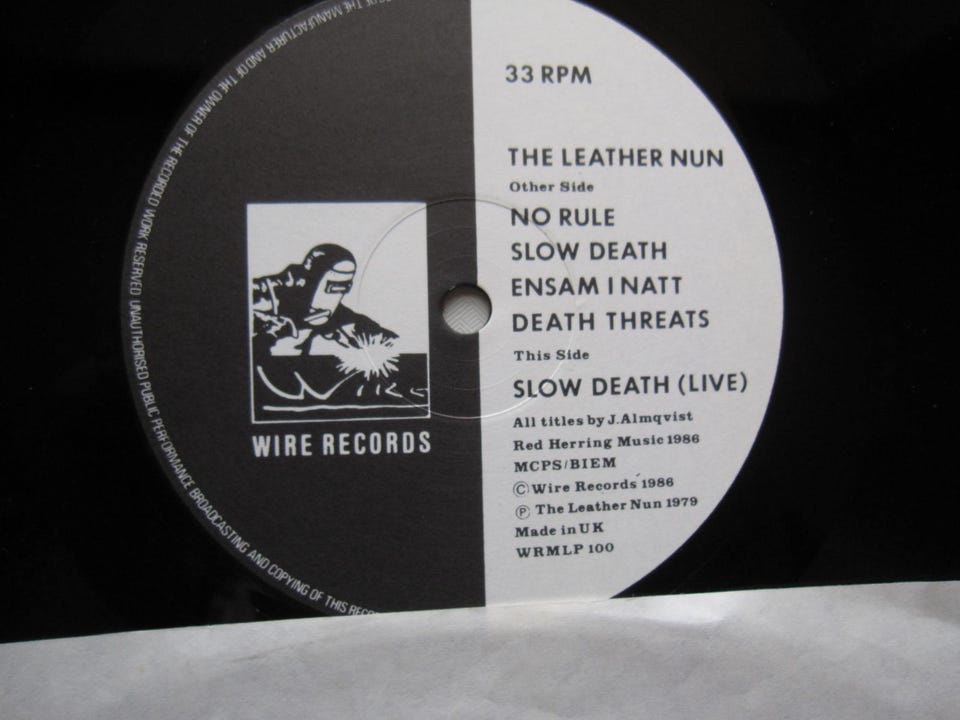 33 RPM
THE LEATHER NUN
Other Side
NO RULE
SLOW DEATH
ENSAM I NATT
DEATH THREATS
This Side
SLOW DEATH (LIVE)
All titles by J.Almqvist
Red Herring Music 1986
MCPS/BIEM
© Wire Records 1986
℗ The Leather Nun 1979
Made in UK
WRMLP 100
WIRE RECORDS
OF THE MANUFACTURER AND OF THE OWNER OF THE RECORDED WORK RESERVED UNAUTHORISED PUBLIC PERFORMANCE BROADCASTING AND COPYING OF THIS